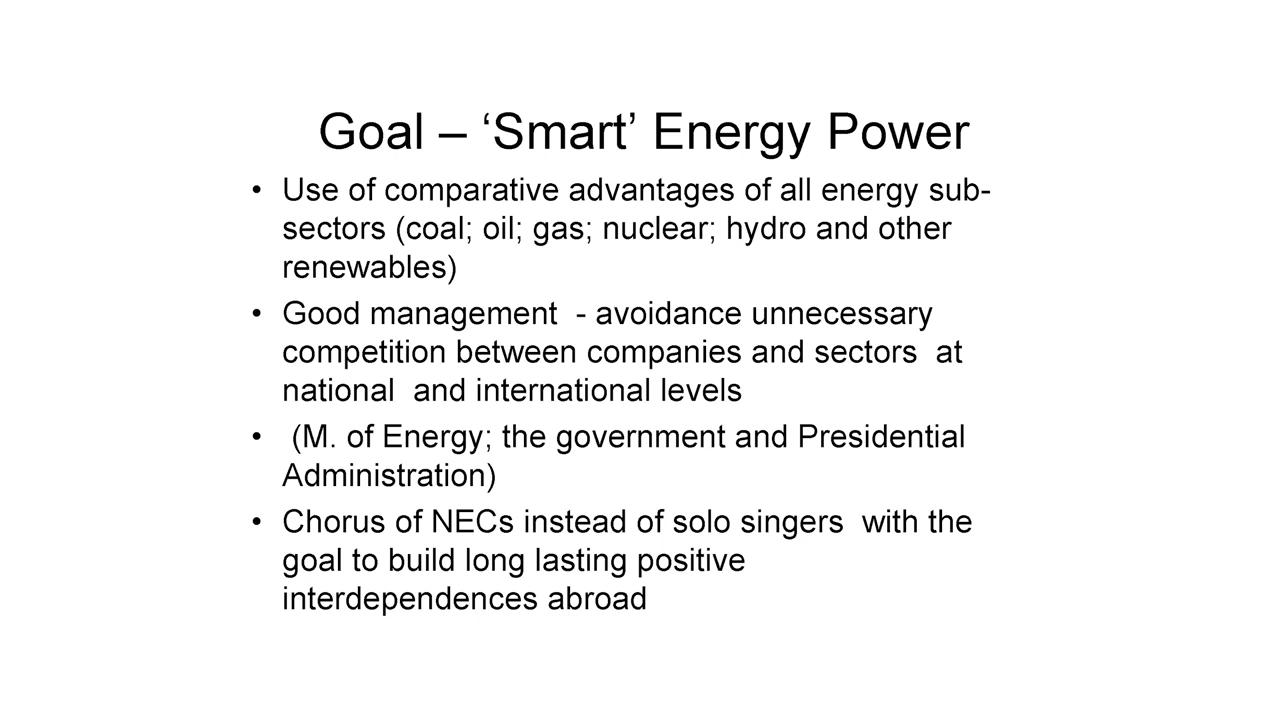 Goal – ‘Smart’ Energy Power
• Use of comparative advantages of all energy sub-
sectors (coal; oil; gas; nuclear; hydro and other
renewables)
• Good management  - avoidance unnecessary
competition between companies and sectors  at
national  and international levels
•  (M. of Energy; the government and Presidential
Administration)
• Chorus of NECs instead of solo singers  with the
goal to build long lasting positive
interdependences abroad